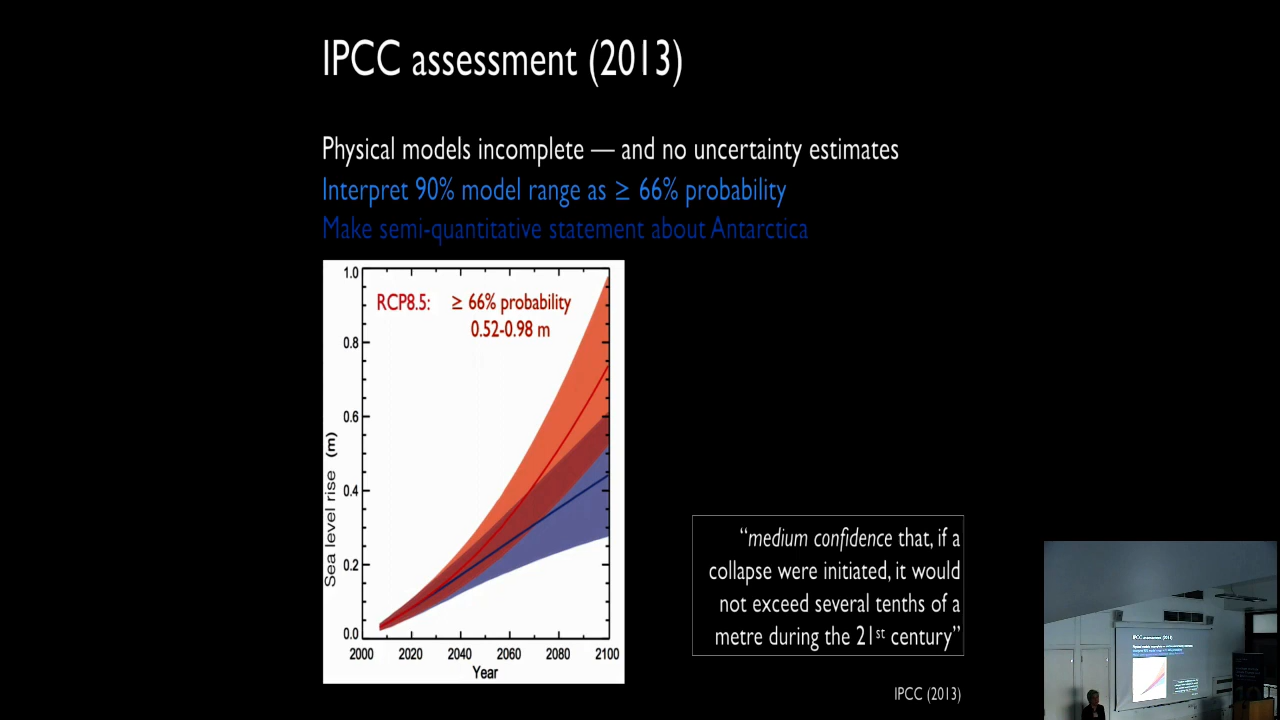 IPCC assessment (2013)
Physical models incomplete — and no uncertainty estimates
Interpret 90% model range as ≥ 66% probability
Make semi-quantitative statement about Antarctica
1.0
0.8
0.6
0.4
0.2
0.0
Sea level rise (m)
RCP8.5: ≥ 66% probability
0.52-0.98 m
2000 2020 2040 2060 2080 2100
Year
“medium confidence that, if a
collapse were initiated, it would
not exceed several tenths of a
metre during the 21st century”
IPCC (2013)
IPCC assessment (2013)